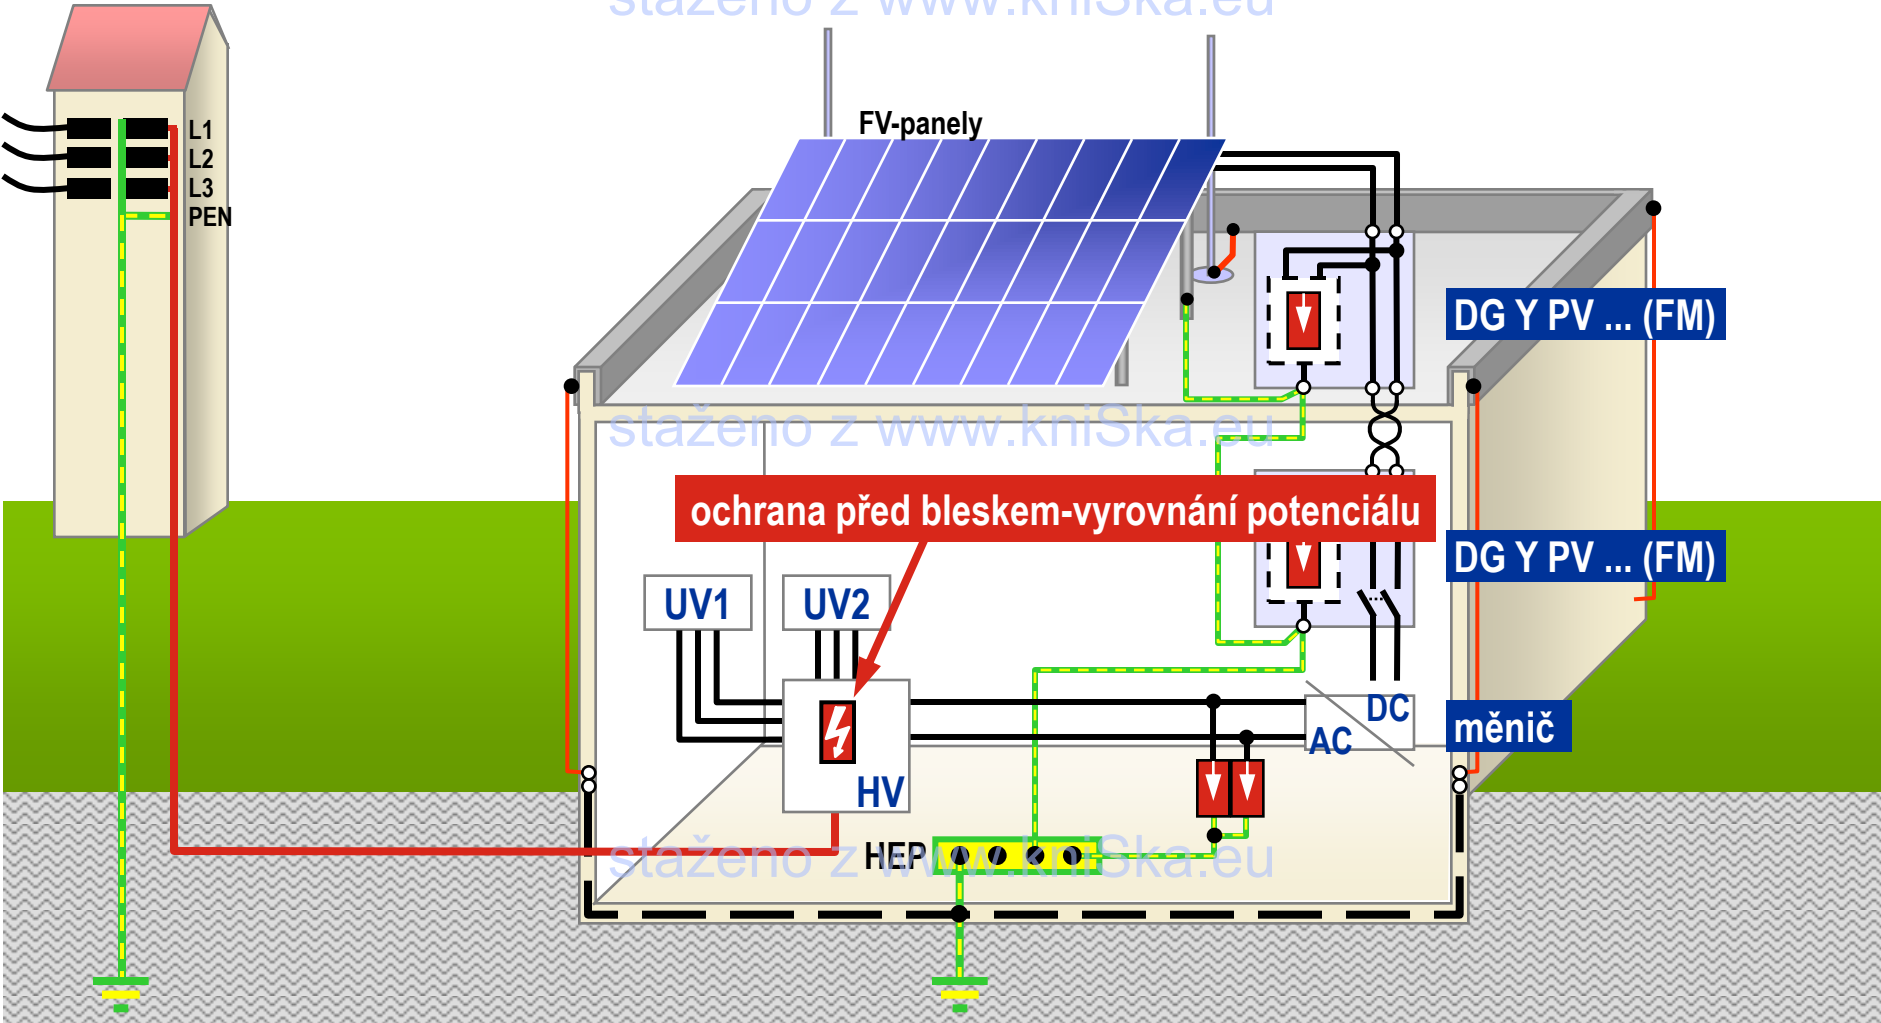 staženo z www.kniSka.eu
FV-panely
L1
L2
L3
PEN
DG Y PV ... (FM)
staženo z www.kniSka.eu
ochrana před bleskem-vyrovnání potenciálu
DG Y PV ... (FM)
UV1
UV2
DC
AC
měnič
HV
HEP
staženo z www.kniSka.eu